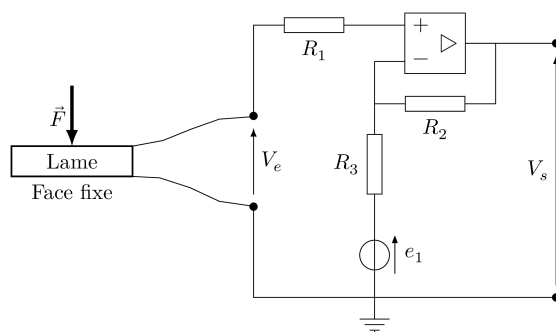 R₁
+
−
R₂
F⃗
Lame
Face fixe
Vₑ
R₃
Vₛ
e₁